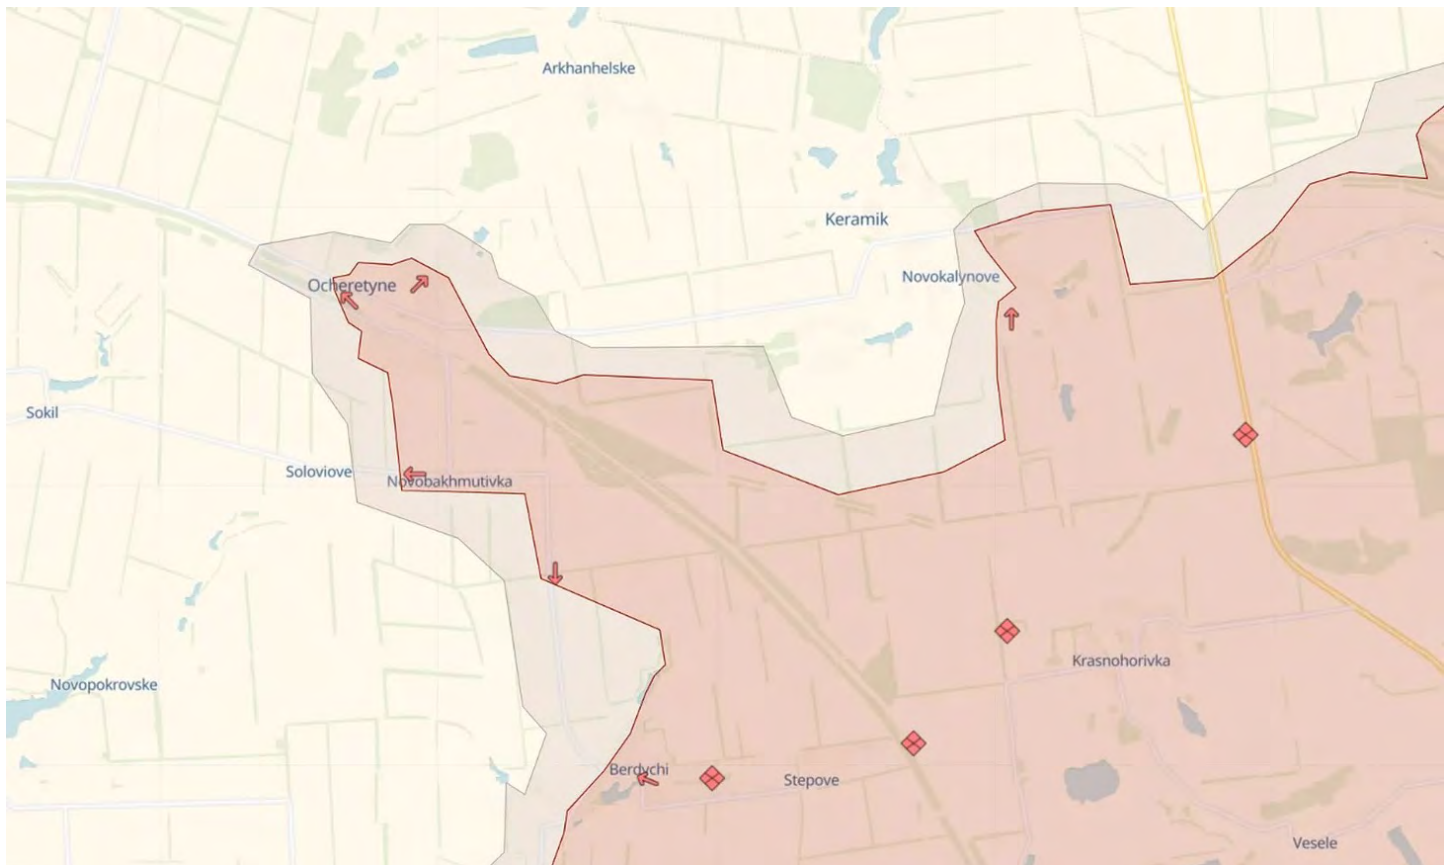 Arkhanhelske
Keramik
Novokalynove
Ocheretyne
Sokil
Soloviove
Novobakhmutivka
Krasnohorivka
Novopokrovske
Berdychi
Stepove
Vesele